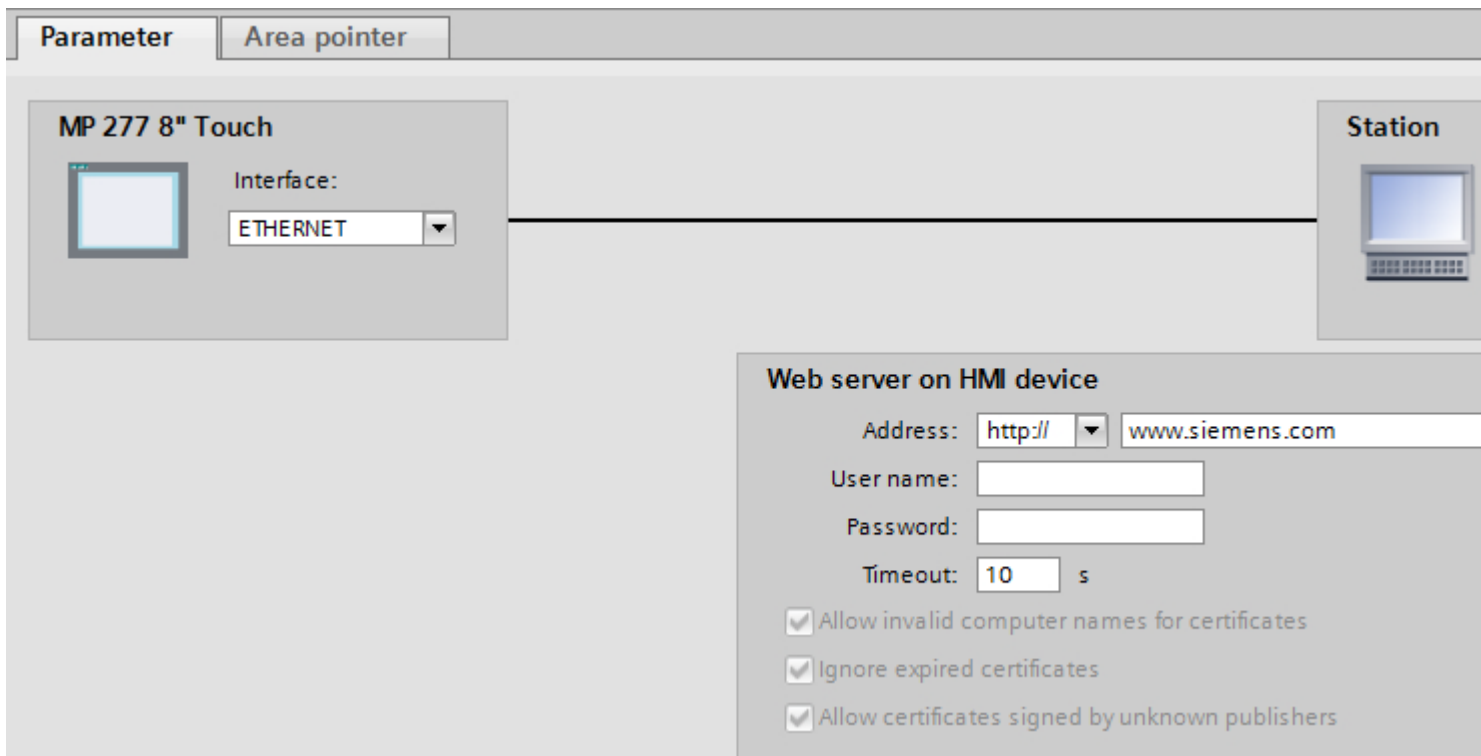 Parameter
Area pointer
MP 277 8" Touch
Interface:
ETHERNET
Station
Web server on HMI device
Address: http:// www.siemens.com
User name:
Password:
Timeout: 10 s
Allow invalid computer names for certificates
Ignore expired certificates
Allow certificates signed by unknown publishers